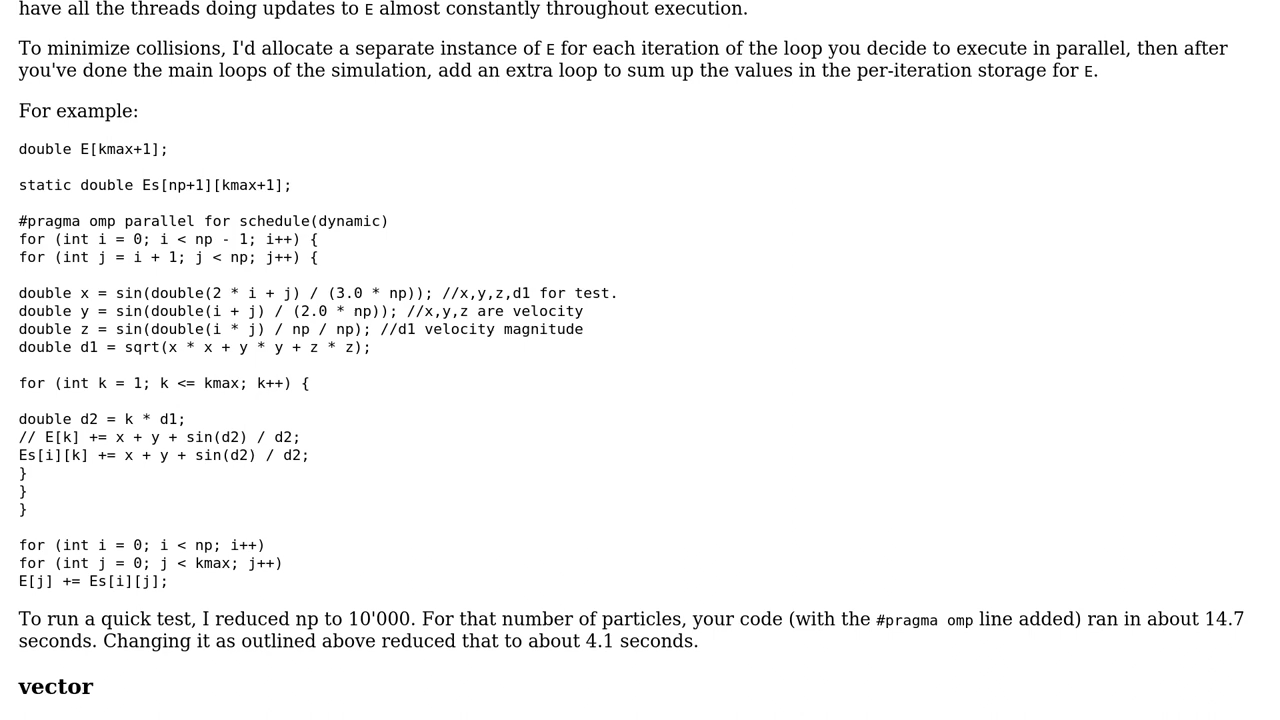 have all the threads doing updates to E almost constantly throughout execution.
To minimize collisions, I'd allocate a separate instance of E for each iteration of the loop you decide to execute in parallel, then after
you've done the main loops of the simulation, add an extra loop to sum up the values in the per-iteration storage for E.
For example:
double E[kmax+1];
static double Es[np+1][kmax+1];
#pragma omp parallel for schedule(dynamic)
for (int i = 0; i < np - 1; i++) {
for (int j = i + 1; j < np; j++) {
double x = sin(double(2 * i + j) / (3.0 * np)); //x,y,z,d1 for test.
double y = sin(double(i + j) / (2.0 * np)); //x,y,z are velocity
double z = sin(double(i * j) / np / np); //d1 velocity magnitude
double d1 = sqrt(x * x + y * y + z * z);
for (int k = 1; k <= kmax; k++) {
double d2 = k * d1;
// E[k] += x + y + sin(d2) / d2;
Es[i][k] += x + y + sin(d2) / d2;
}
}
}
for (int i = 0; i < np; i++)
for (int j = 0; j < kmax; j++)
E[j] += Es[i][j];
To run a quick test, I reduced np to 10'000. For that number of particles, your code (with the #pragma omp line added) ran in about 14.7
seconds. Changing it as outlined above reduced that to about 4.1 seconds.
vector